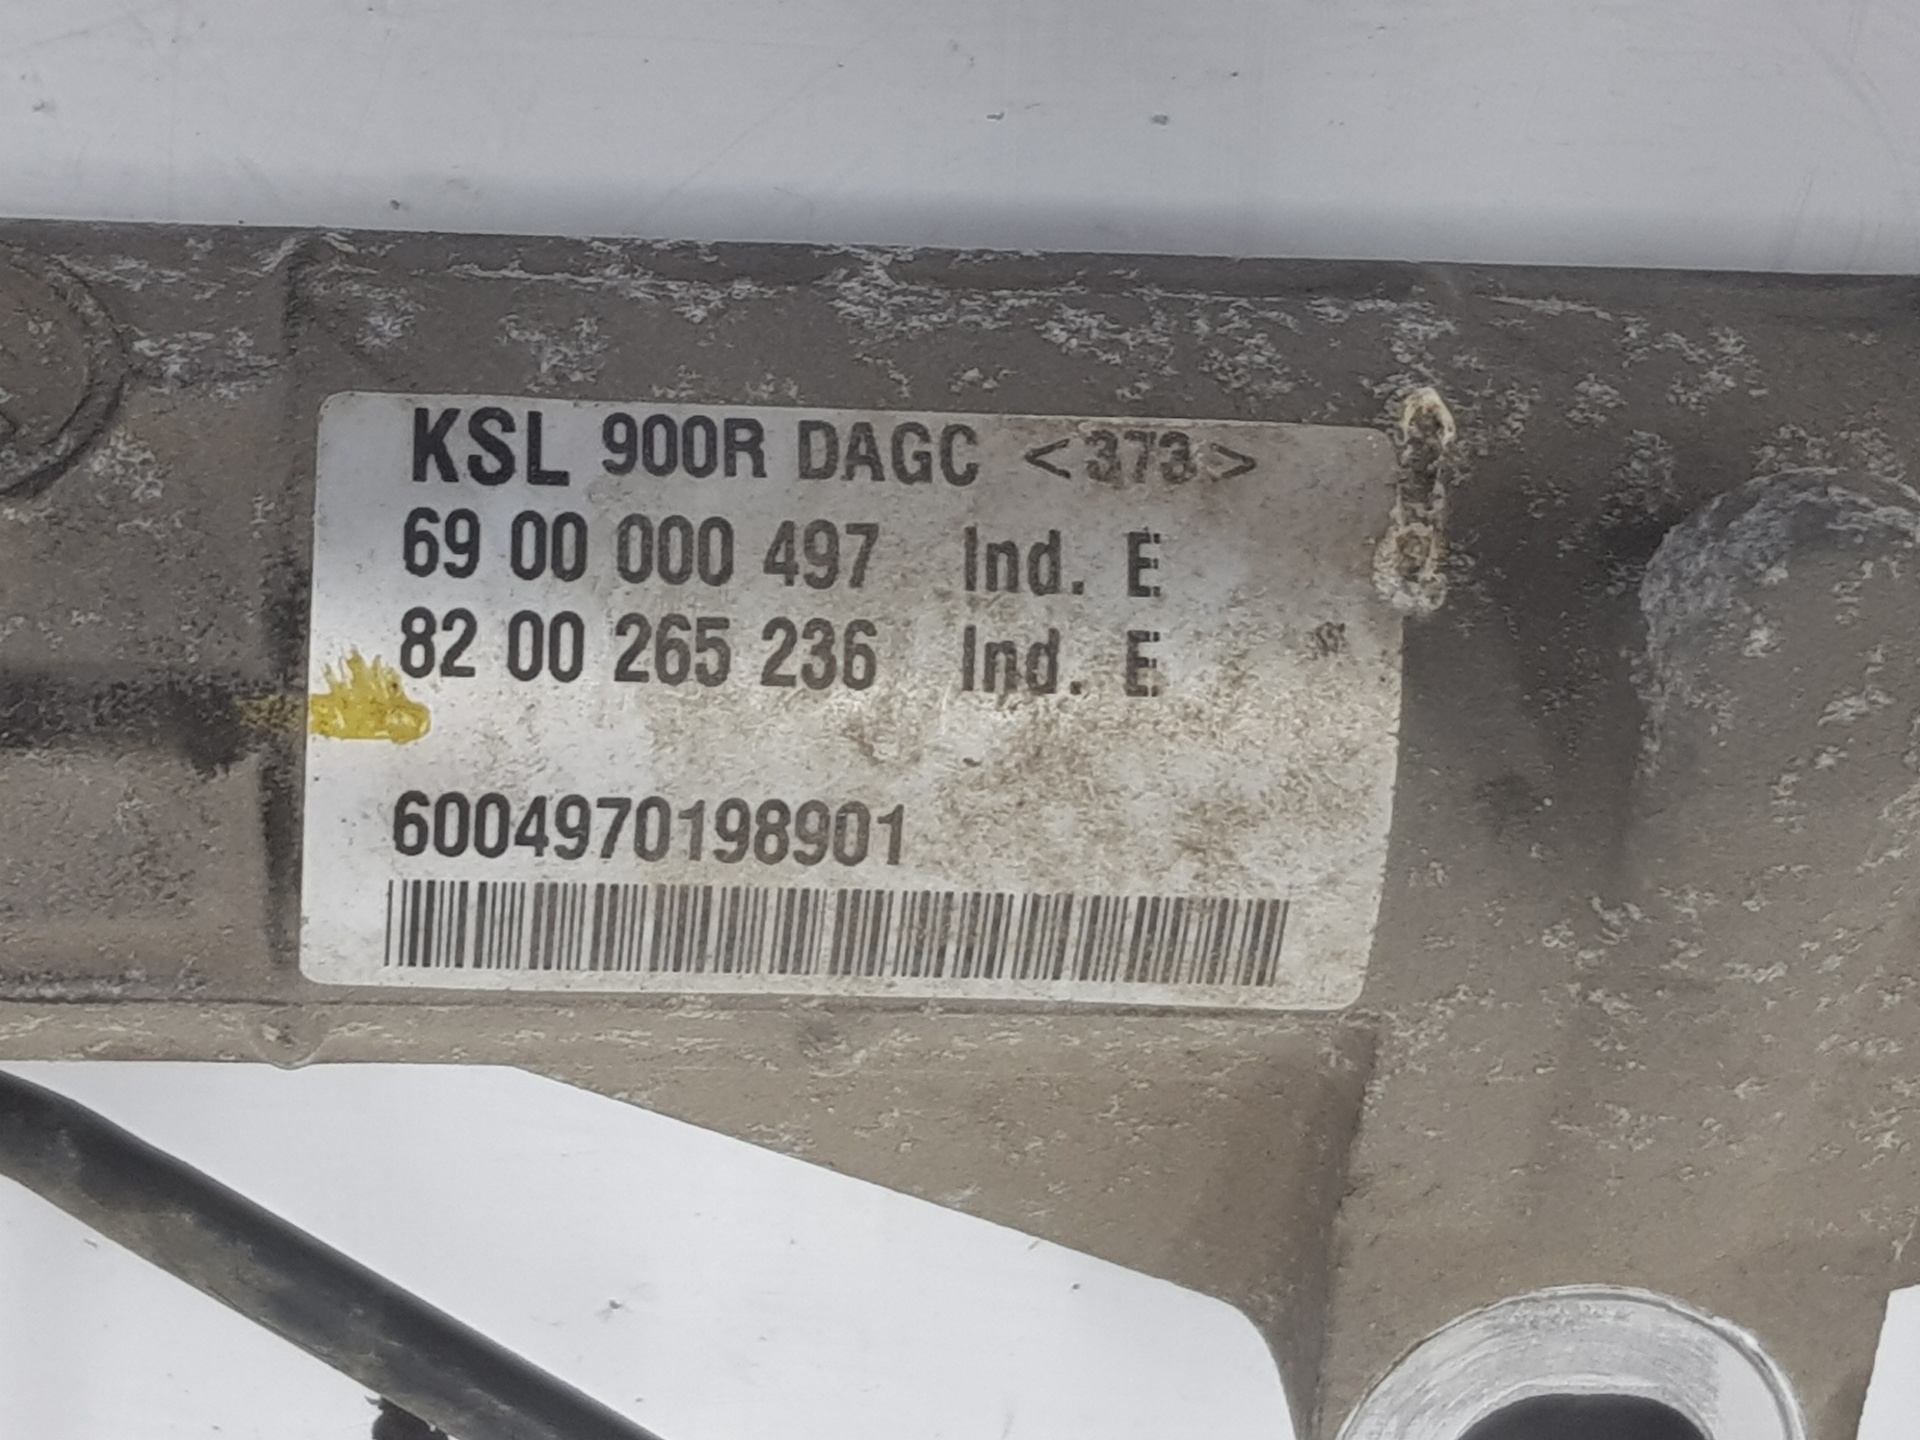 KSL 900R DAGC <373>
69 00 000 497 Ind. E
82 00 265 236 Ind. E
6004970198901